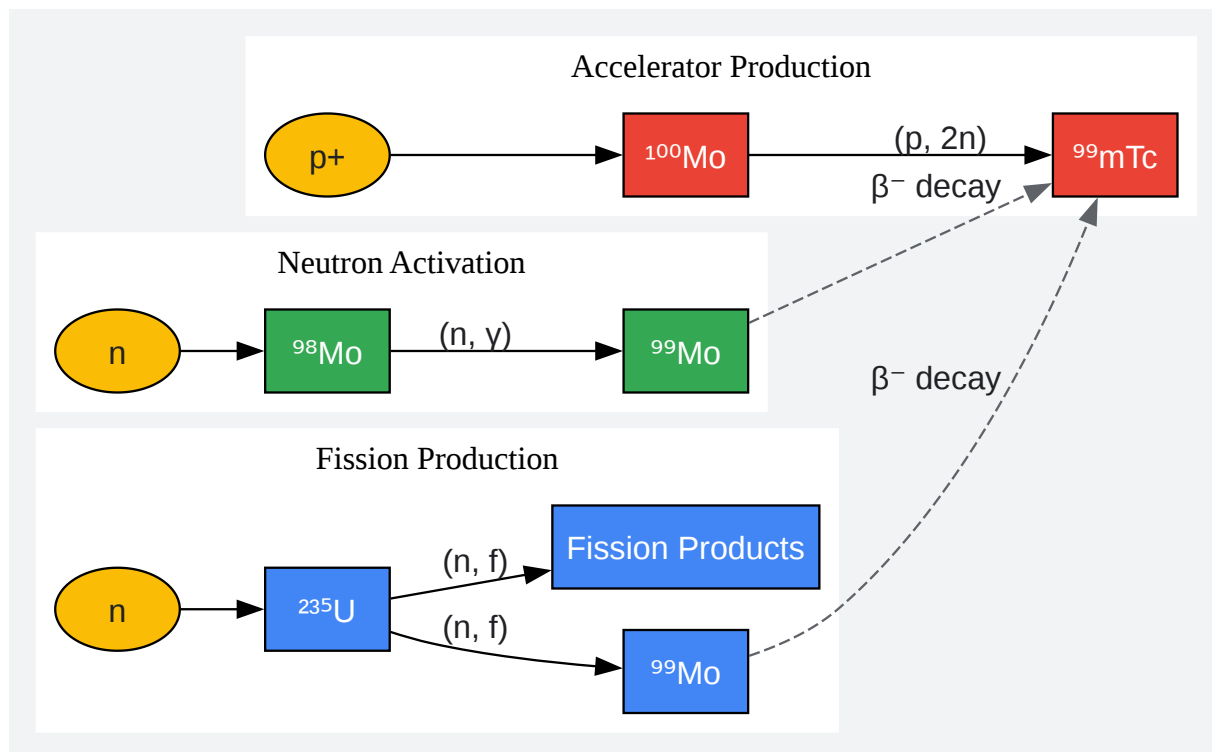 Accelerator Production
p+
¹⁰⁰Mo
(p, 2n)
⁹⁹mTc
β⁻ decay
Neutron Activation
n
⁹⁸Mo
(n, γ)
⁹⁹Mo
β⁻ decay
Fission Production
n
²³⁵U
(n, f)
Fission Products
(n, f)
⁹⁹Mo